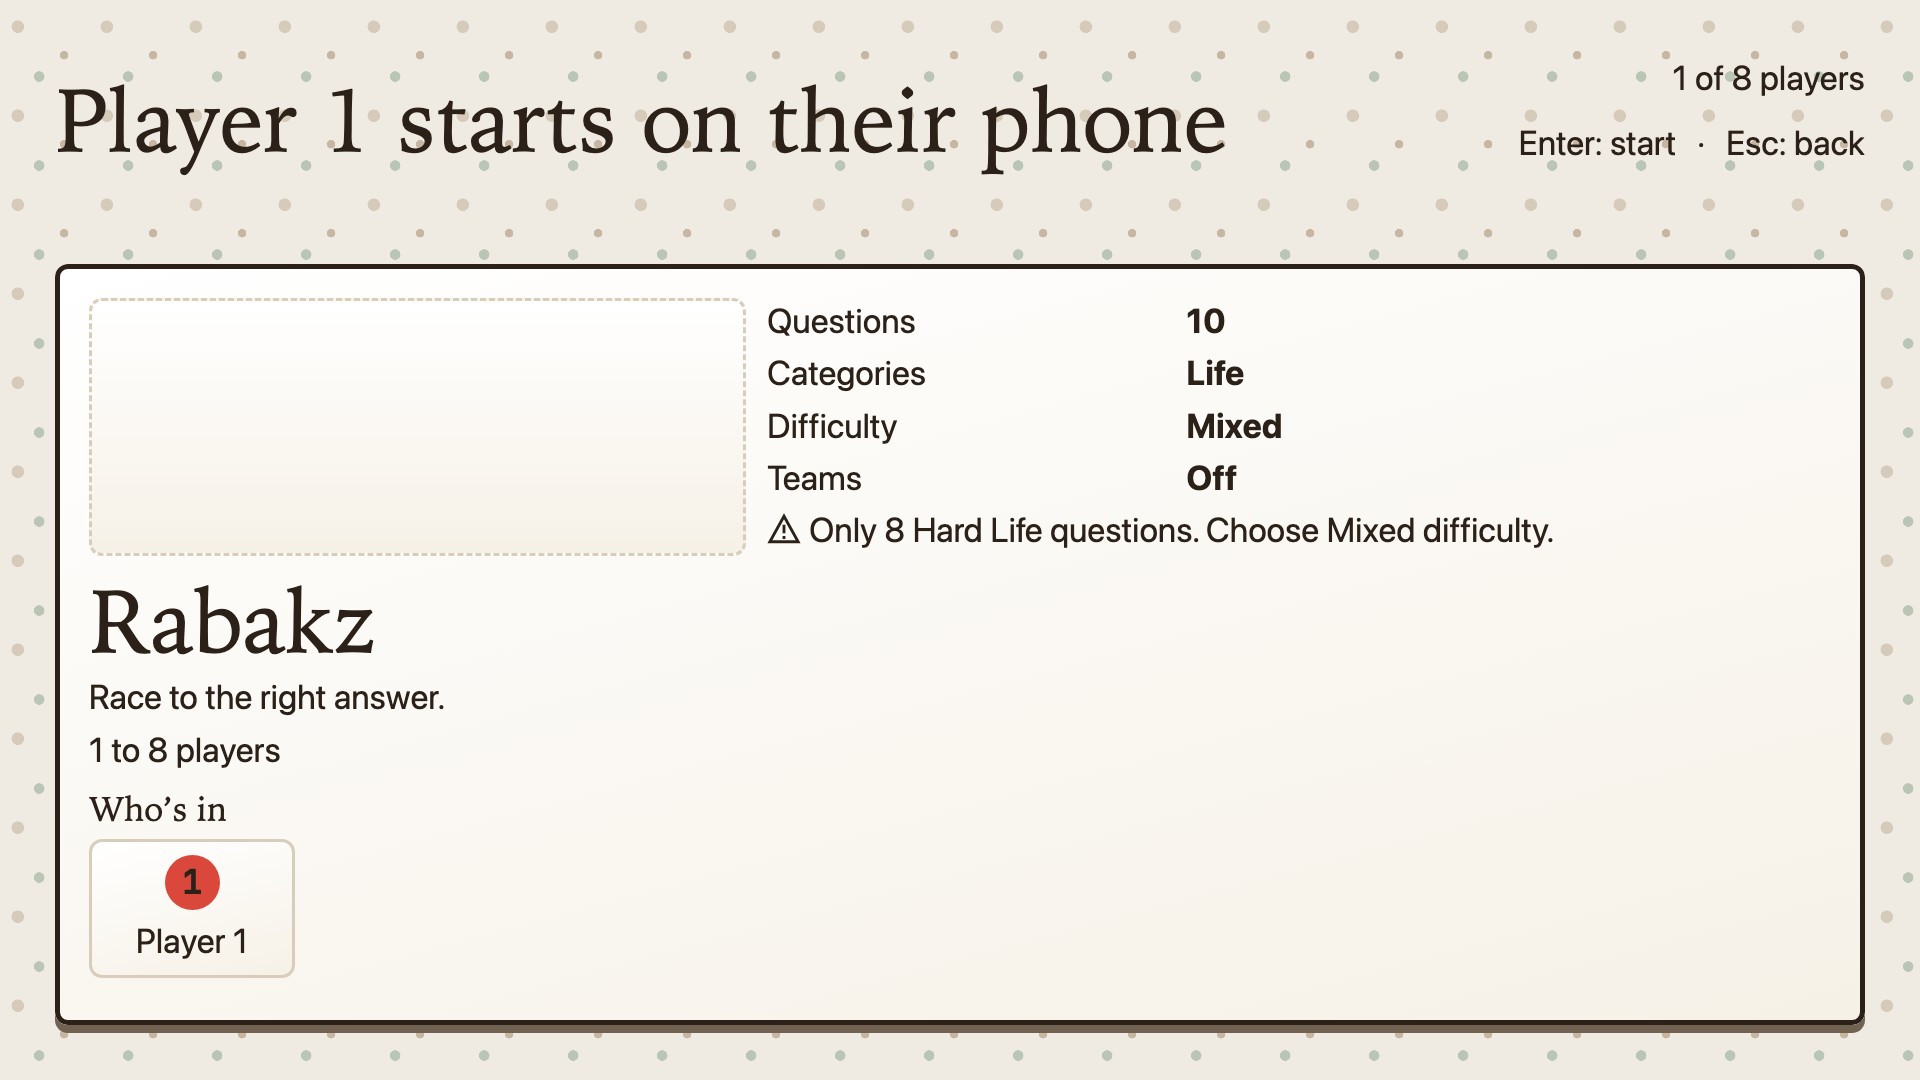 Player 1 starts on their phone
1 of 8 players
Enter: start · Esc: back
Questions 10
Categories Life
Difficulty Mixed
Teams Off
⚠ Only 8 Hard Life questions. Choose Mixed difficulty.
Rabakz
Race to the right answer.
1 to 8 players
Who’s in
1
Player 1